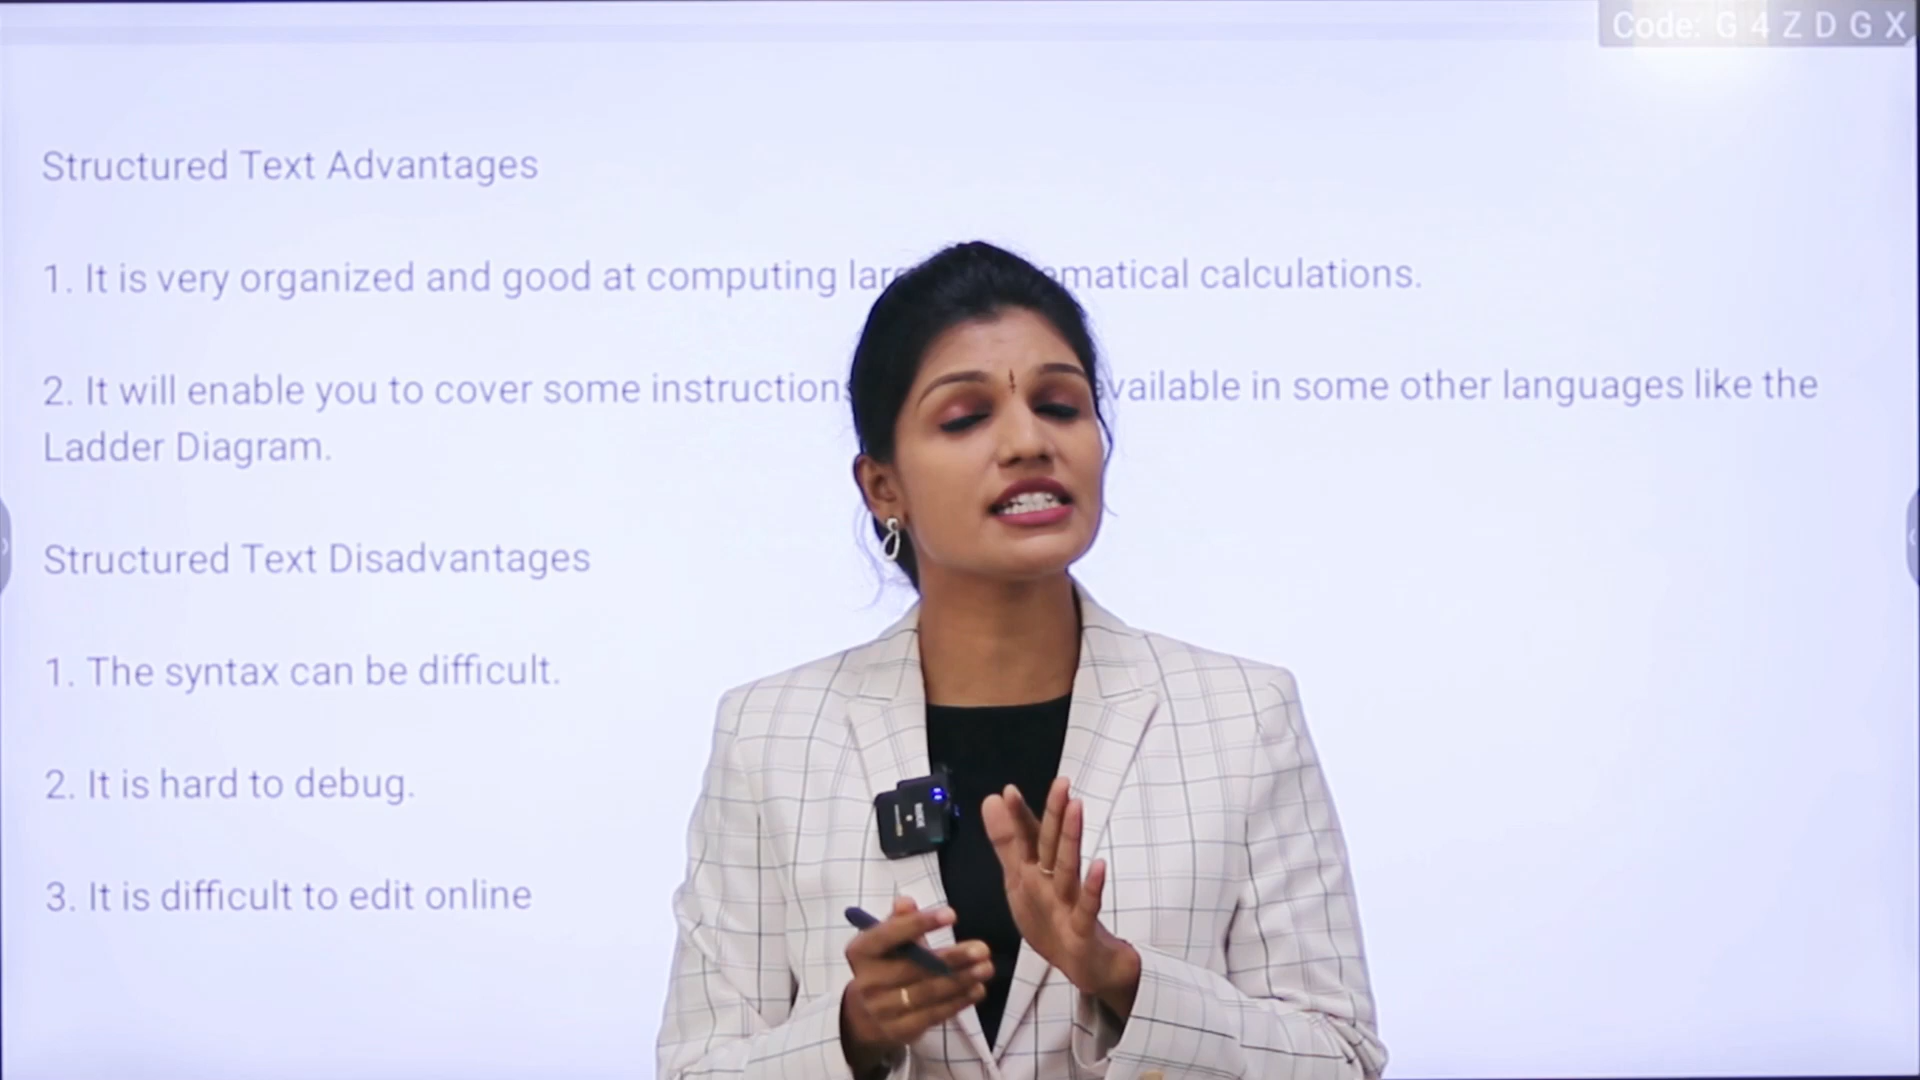 Code: G 4 Z D G X
Structured Text Advantages
1. It is very organized and good at computing matical calculations.
2. It will enable you to cover some instructions in some other languages like the
Ladder Diagram.
Structured Text Disadvantages
1. The syntax can be difficult.
2. It is hard to debug.
3. It is difficult to edit online